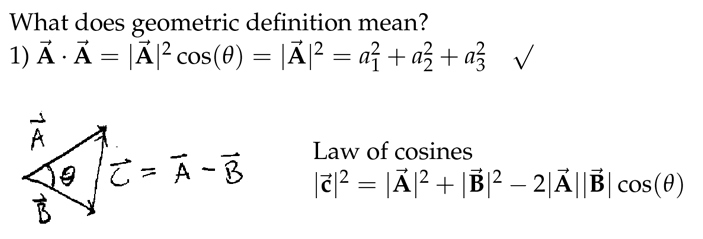 What does geometric definition mean?
1) A⃗ · A⃗ = |A⃗|² cos(θ) = |A⃗|² = a₁² + a₂² + a₃² ✓
A⃗
θ C⃗ = A⃗ − B⃗
B⃗
Law of cosines
|c⃗|² = |A⃗|² + |B⃗|² − 2|A⃗||B⃗| cos(θ)